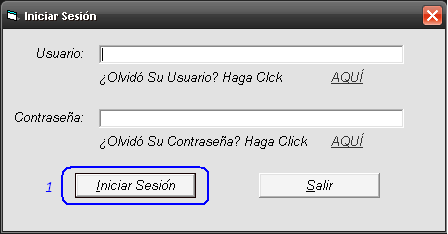 Iniciar Sesión
Usuario:
¿Olvidó Su Usuario? Haga Clck AQUÍ
Contraseña:
¿Olvidó Su Contraseña? Haga Click AQUÍ
1 Iniciar Sesión Salir